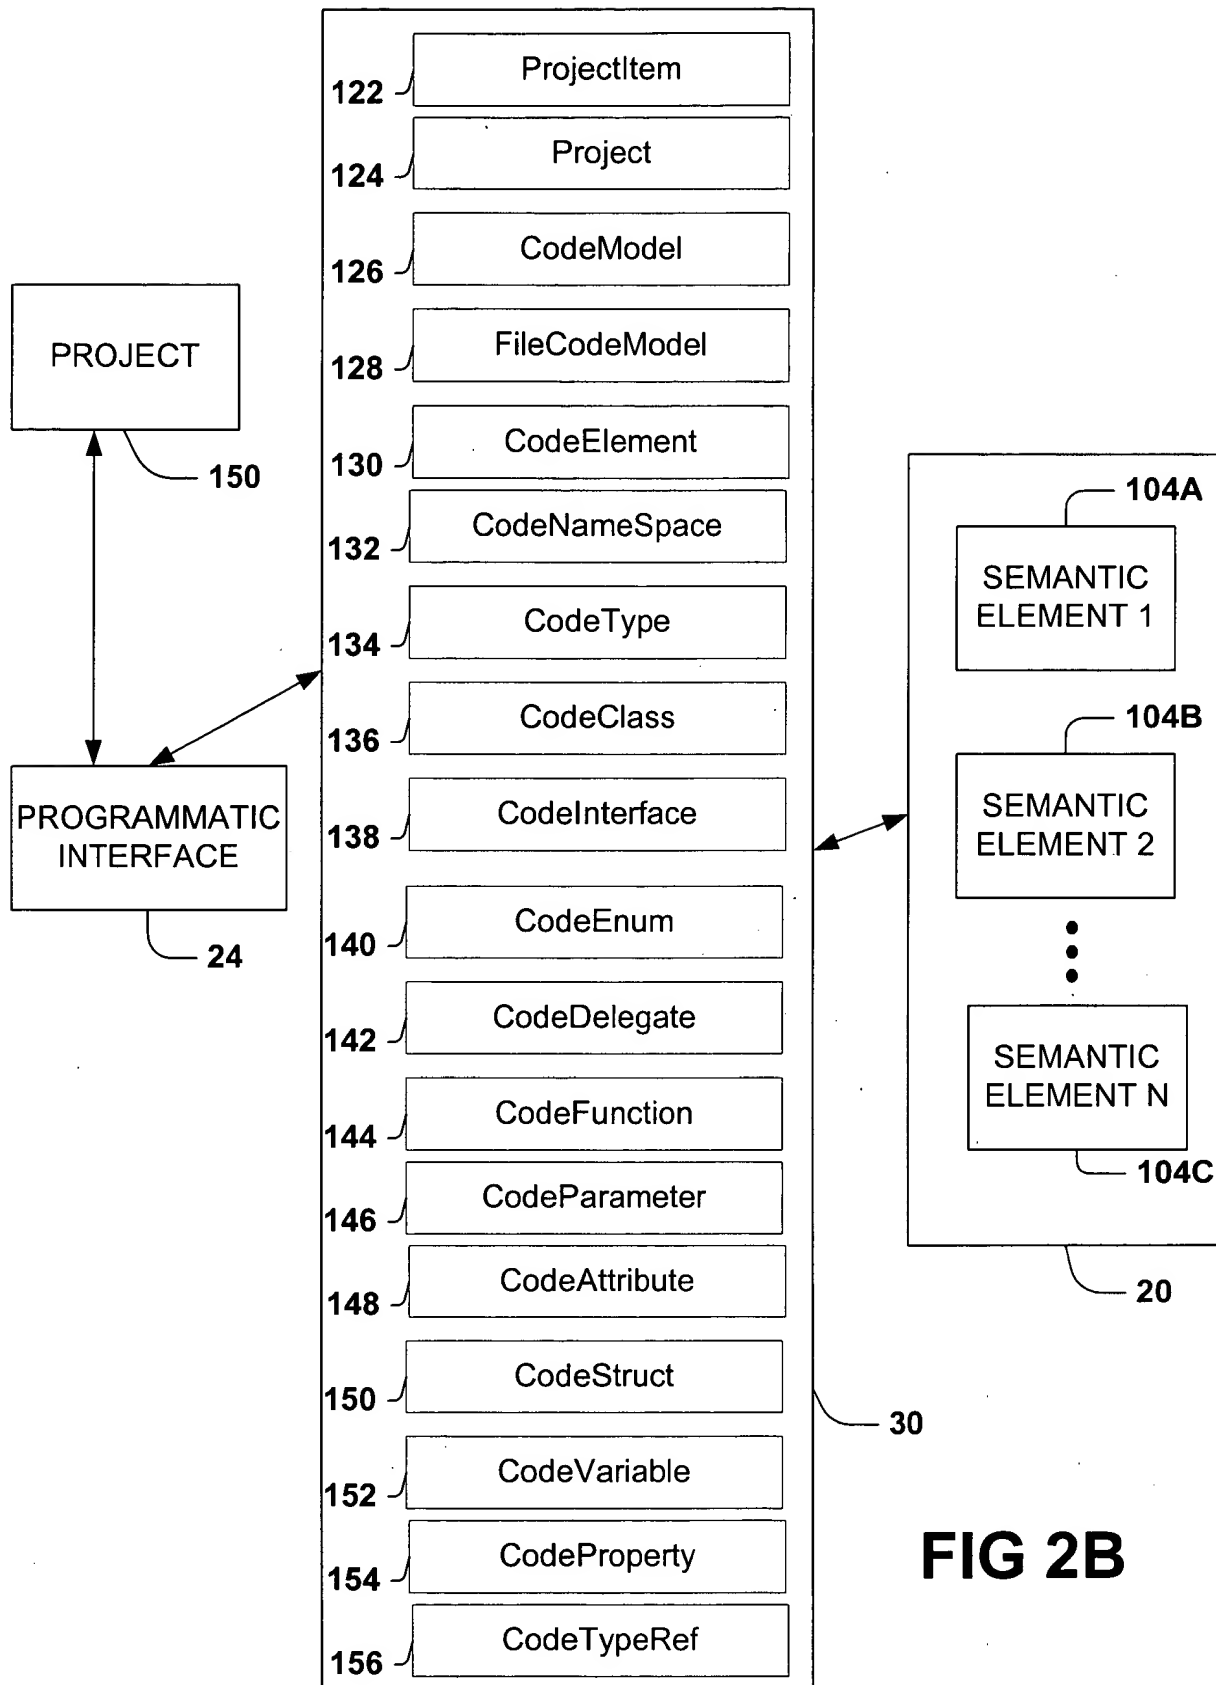 ProjectItem
122
Project
124
CodeModel
126
FileCodeModel
128
CodeElement
130
CodeNameSpace
132
CodeType
134
CodeClass
136
CodeInterface
138
CodeEnum
140
CodeDelegate
142
CodeFunction
144
CodeParameter
146
CodeAttribute
148
CodeStruct
150
CodeVariable
152
CodeProperty
154
CodeTypeRef
156
30
PROJECT
150
PROGRAMMATIC
INTERFACE
24
104A
SEMANTIC
ELEMENT 1
104B
SEMANTIC
ELEMENT 2
SEMANTIC
ELEMENT N
104C
20
FIG 2B